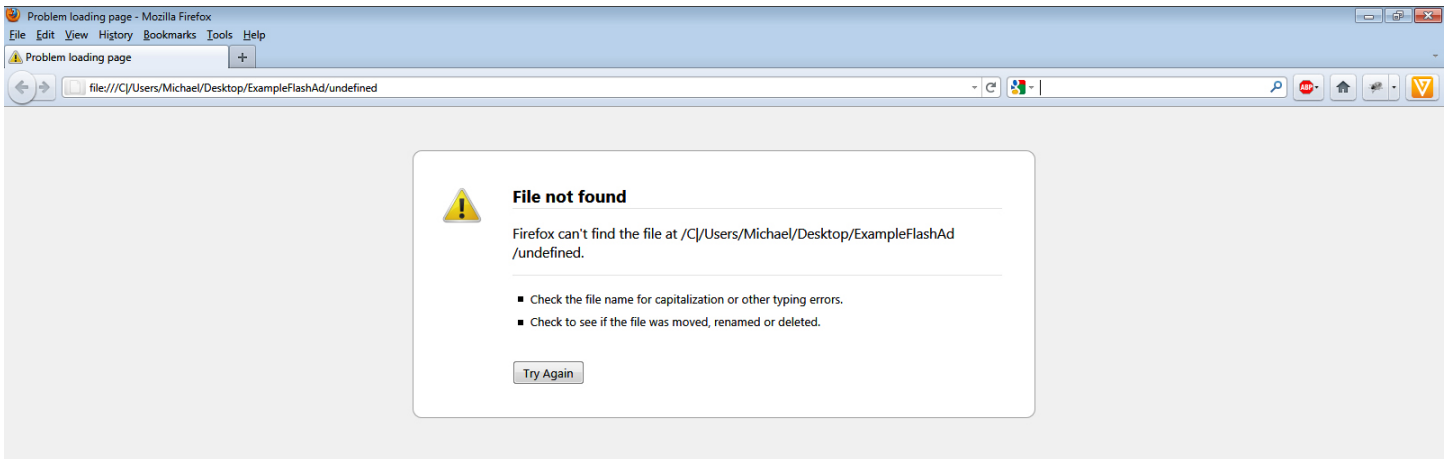 Problem loading page - Mozilla Firefox
File Edit View History Bookmarks Tools Help
Problem loading page
file:///C|/Users/Michael/Desktop/ExampleFlashAd/undefined
ABP
File not found
Firefox can't find the file at /C|/Users/Michael/Desktop/ExampleFlashAd
/undefined.
Check the file name for capitalization or other typing errors.
Check to see if the file was moved, renamed or deleted.
Try Again